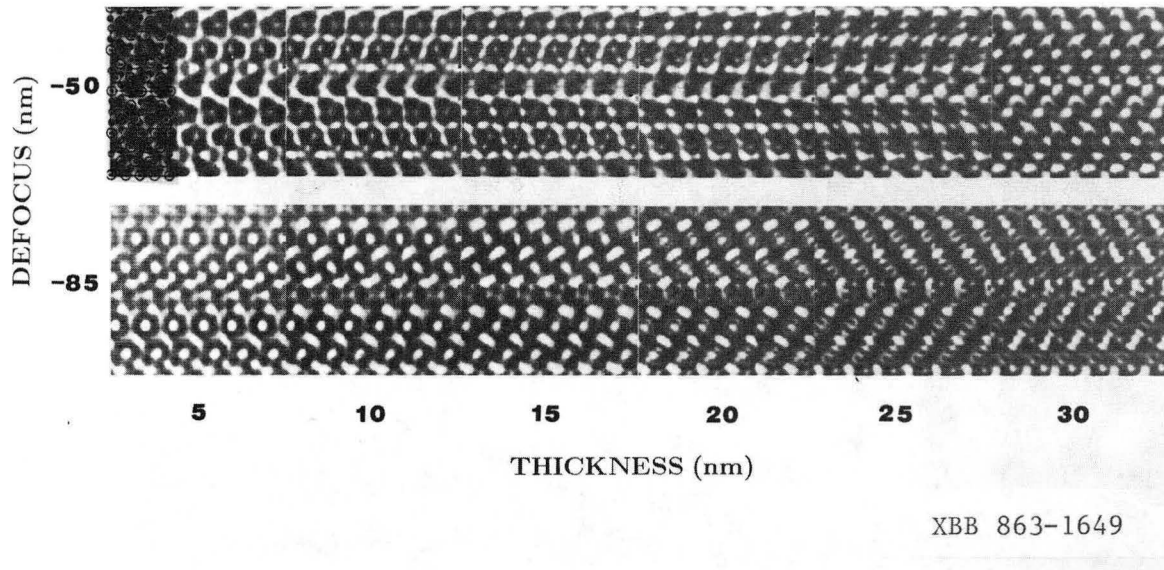 DEFOCUS (nm)
-50
-85
5 10 15 20 25 30
THICKNESS (nm)
XBB 863-1649